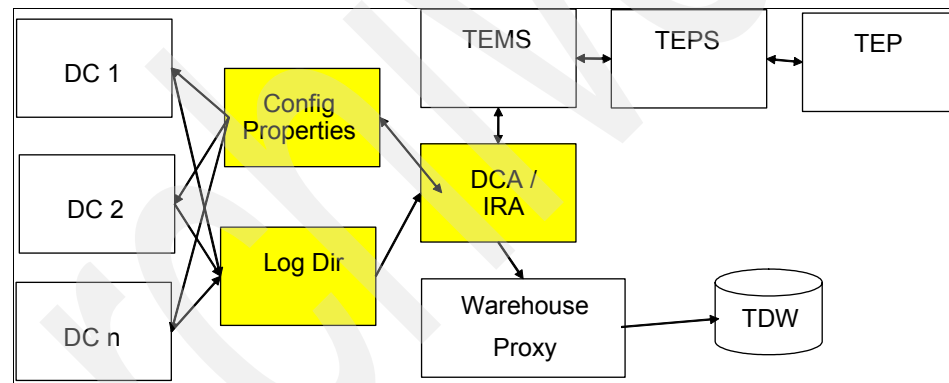 TEMS
TEPS
TEP
DC 1
Config
Properties
DCA /
IRA
DC 2
Log Dir
Warehouse
Proxy
TDW
DC n